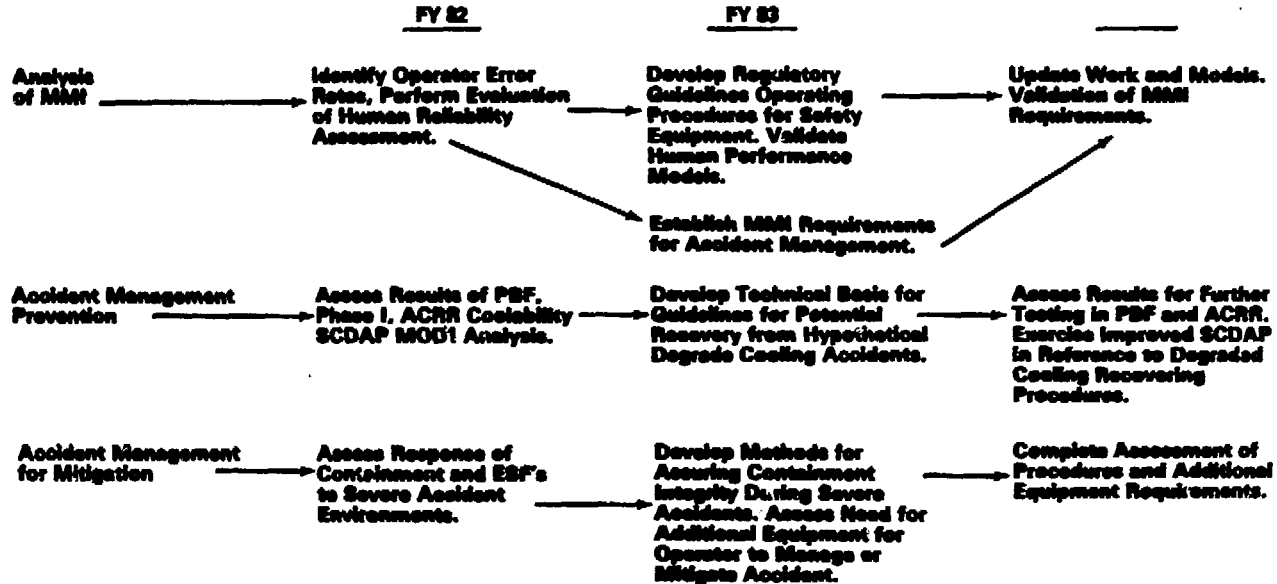 FY 82
FY 83
Analysis
of MMI
Identify Operator Error
Rates, Perform Evaluation
of Human Reliability
Assessment.
Develop Regulatory
Guidelines Operating
Procedures for Safety
Equipment. Validate
Human Performance
Models.
Update Work and Models.
Validation of MMI
Requirements.
Establish MMI Requirements
for Accident Management.
Accident Management
Prevention
Assess Results of PBF,
Phase I, ACRR Coolability
SCDAP MOD1 Analysis.
Develop Technical Basis for
Guidelines for Potential
Recovery from Hypothetical
Degrade Cooling Accidents.
Assess Results for Further
Testing in PBF and ACRR.
Exercise Improved SCDAP
in Reference to Degraded
Cooling Recovering
Procedures.
Accident Management
for Mitigation
Assess Response of
Containment and ESF's
to Severe Accident
Environments.
Develop Methods for
Assuring Containment
Integrity During Severe
Accidents. Assess Need for
Additional Equipment for
Operator to Manage or
Mitigate Accident.
Complete Assessment of
Procedures and Additional
Equipment Requirements.